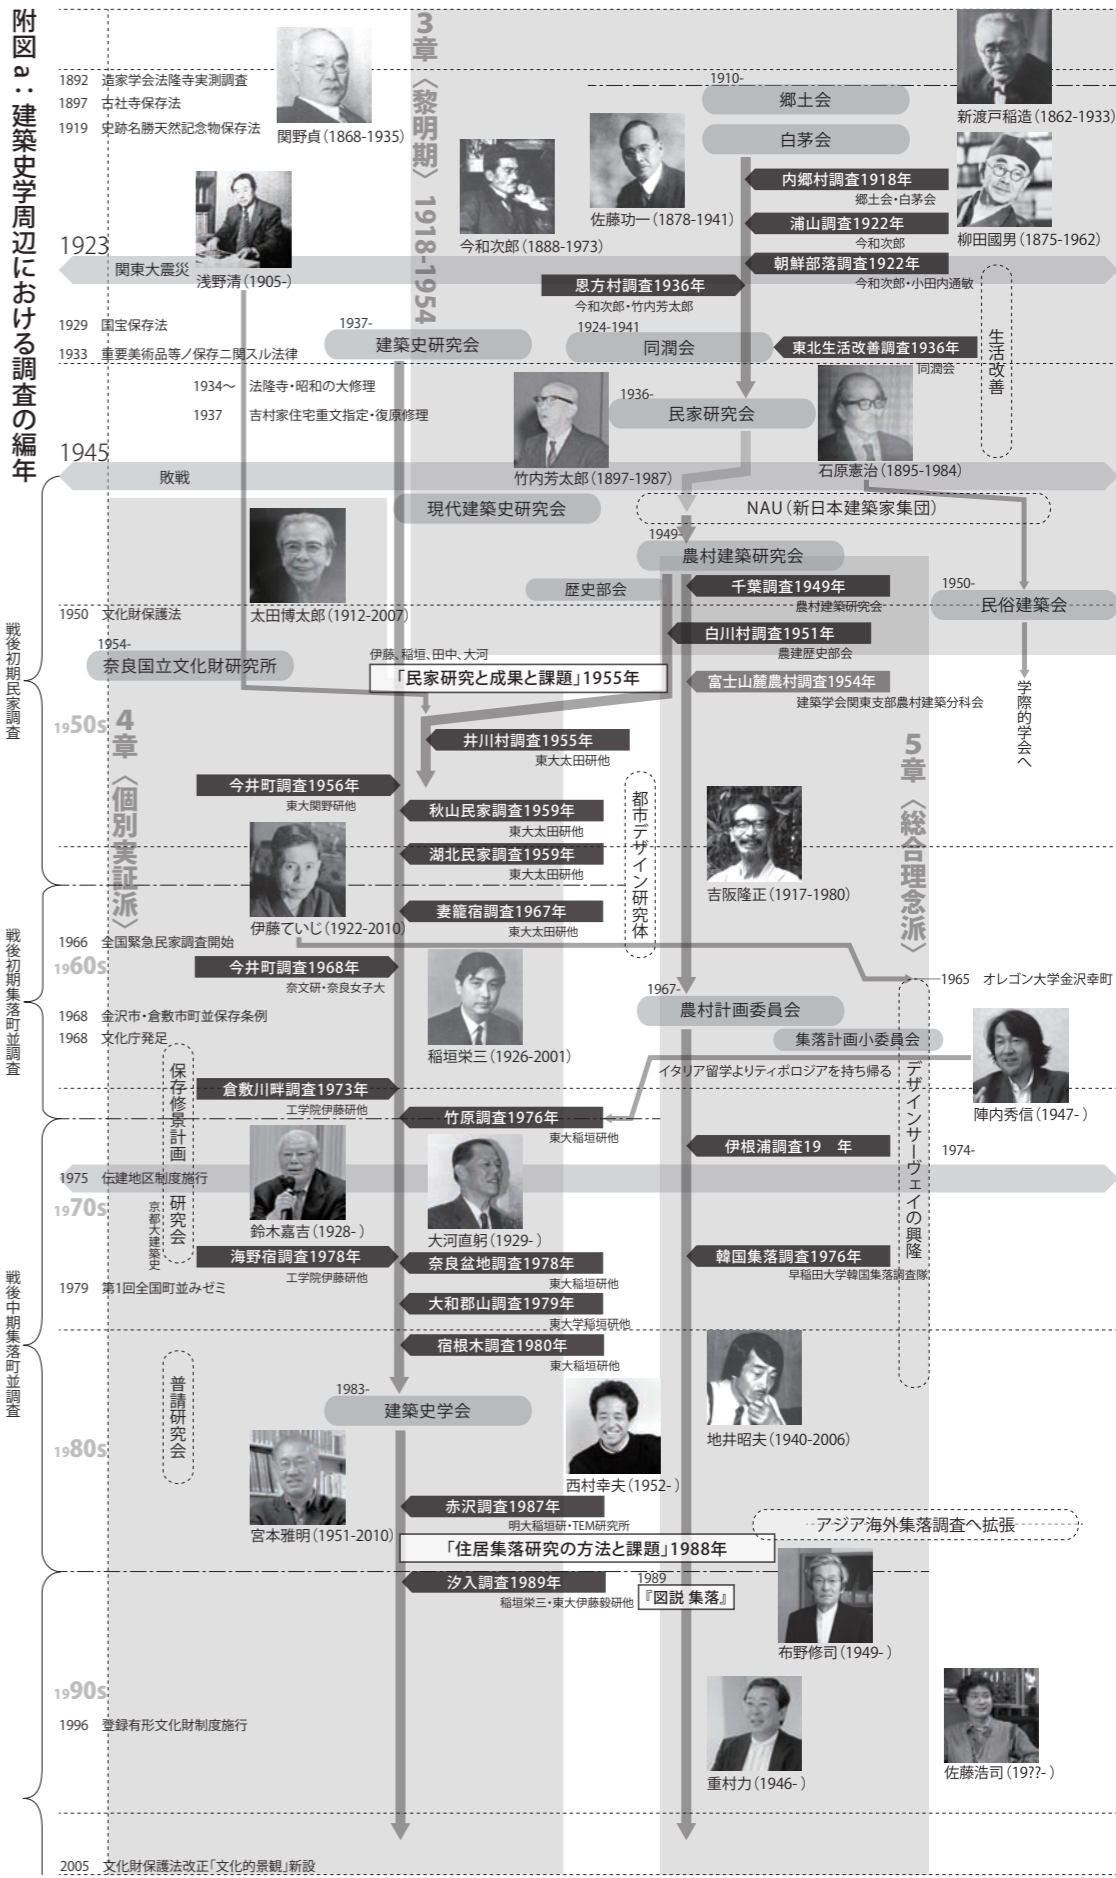 附図a：建築史学周辺における調査の編年
3章〈黎明期〉1918-1954
1892 造家学会法隆寺実測調査
1897 古社寺保存法
1919 史跡名勝天然記念物保存法
関野貞（1868-1935）
1910-
郷土会
白茅会
新渡戸稲造（1862-1933）
佐藤功一（1878-1941）
今和次郎（1888-1973）
内郷村調査1918年
郷土会・白茅会
浦山調査1922年
今和次郎
柳田國男（1875-1962）
朝鮮部落調査1922年
今和次郎・小田内通敏
1923
関東大震災
浅野清（1905-）
恩方村調査1936年
今和次郎・竹内芳太郎
1929 国宝保存法
1933 重要美術品等ノ保存ニ関スル法律
1937-
建築史研究会
1924-1941
同潤会
東北生活改善調査1936年
同潤会
生活改善
1934〜 法隆寺・昭和の大修理
1937 吉村家住宅重文指定・復原修理
1936-
民家研究会
1945
敗戦
竹内芳太郎（1897-1987）
石原憲治（1895-1984）
現代建築史研究会
NAU（新日本建築家集団）
1949-
農村建築研究会
歴史部会
千葉調査1949年
農村建築研究会
1950-
民俗建築会
学際的学会へ
1950 文化財保護法
太田博太郎（1912-2007）
白川村調査1951年
農建歴史部会
1954-
奈良国立文化財研究所
伊藤、稲垣、田中、大河
「民家研究と成果と課題」1955年
富士山麓農村調査1954年
建築学会関東支部農村建築分科会
戦後初期民家調査
1950s
4章〈個別実証派〉
5章〈総合理念派〉
井川村調査1955年
東大太田研他
今井町調査1956年
東大関野研他
秋山民家調査1959年
東大太田研他
湖北民家調査1959年
東大太田研他
都市デザイン研究体
吉阪隆正（1917-1980）
妻籠宿調査1967年
東大太田研他
伊藤ていじ（1922-2010）
戦後初期集落町並調査
1966 全国緊急民家調査開始
1960s
今井町調査1968年
奈文研・奈良女子大
稲垣栄三（1926-2001）
1965 オレゴン大学金沢幸町
1967-
農村計画委員会
集落計画小委員会
1968 金沢市・倉敷市町並保存条例
1968 文化庁発足
イタリア留学よりティポロジアを持ち帰る
陣内秀信（1947- ）
デザインサーヴェイの興隆
保存修景計画 研究会
京都大建築史
倉敷川畔調査1973年
工学院伊藤研他
竹原調査1976年
東大稲垣研他
伊根浦調査19 年
1974-
1975 伝建地区制度施行
1970s
鈴木嘉吉（1928- ）
大河直躬（1929- ）
海野宿調査1978年
工学院伊藤研他
奈良盆地調査1978年
東大稲垣研他
韓国集落調査1976年
早稲田大学韓国集落調査隊
戦後中期集落町並調査
1979 第1回全国町並みゼミ
大和郡山調査1979年
東大学稲垣研他
宿根木調査1980年
東大稲垣研他
普請研究会
1983-
建築史学会
1980s
西村幸夫（1952- ）
地井昭夫（1940-2006）
宮本雅明（1951-2010）
赤沢調査1987年
明大稲垣研・TEM研究所
アジア海外集落調査へ拡張
「住居集落研究の方法と課題」1988年
汐入調査1989年
稲垣栄三・東大伊藤毅研他
1989
『図説 集落』
布野修司（1949- ）
1990s
1996 登録有形文化財制度施行
重村力（1946- ）
佐藤浩司（19??- ）
2005 文化財保護法改正「文化的景観」新設